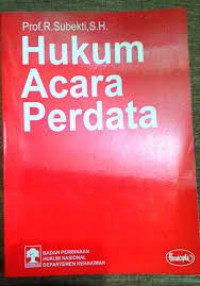 Prof.R.Subekti,S.H.
Hukum
Acara
Perdata
BADAN PEMBINAAN
HUKUM NASIONAL
DEPARTEMEN KEHAKIMAN